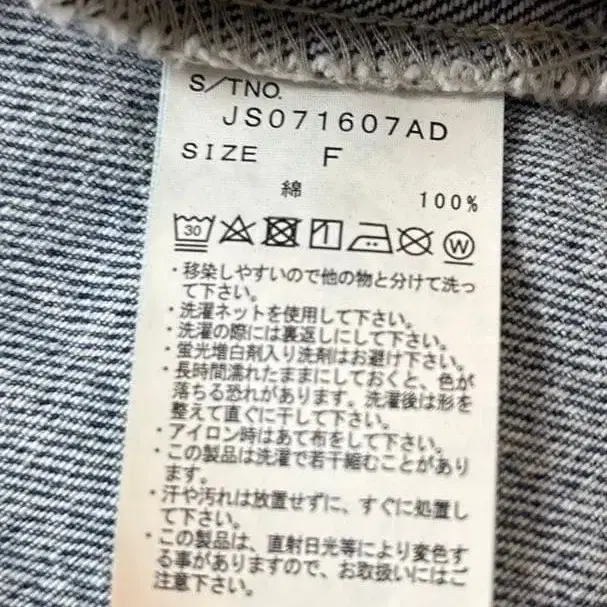 S/TNO.
JS071607AD
SIZE F
綿 100%
30 W
・移染しやすいので他の物と分けて洗っ
て下さい。
・洗濯ネットを使用して下さい。
・洗濯の際には裏返しにして下さい。
・蛍光増白剤入り洗剤はお避け下さい。
・長時間濡れたままにしておくと、色が
落ちる恐れがあります。洗濯後は形を
整えて直ぐに干して下さい。
・アイロン時はあて布をして下さい。
・この製品は洗濯で若干縮むことがあり
ます。
・汗や汚れは放置せずに、すぐに処置し
て下さい。
・この製品は、直射日光等により変色す
る事がありますので、お取扱いにはご
注意下さい。